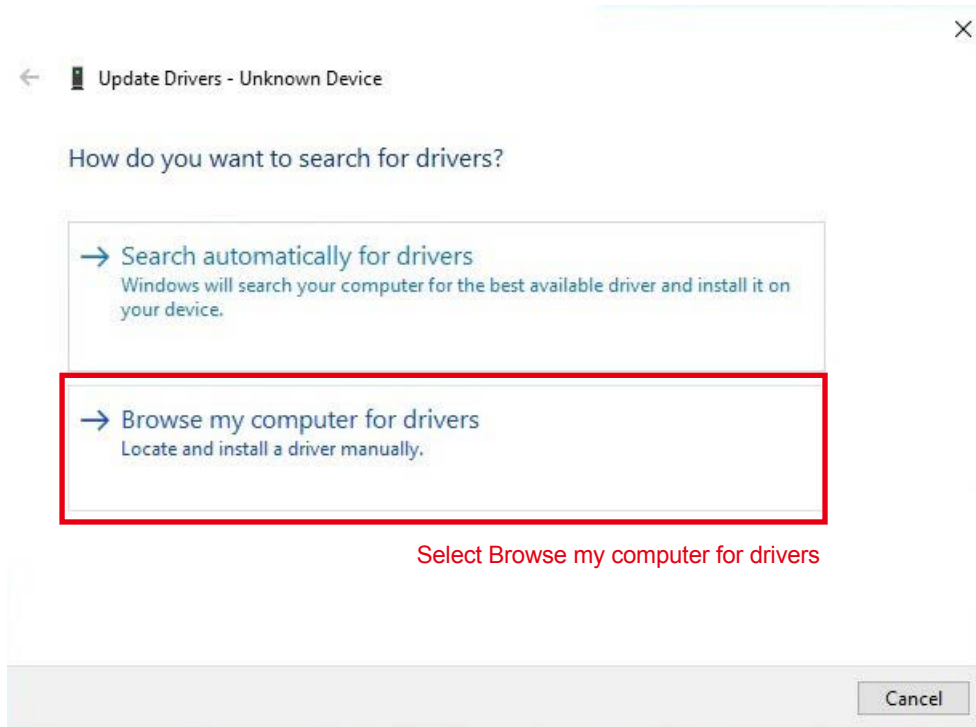 Update Drivers - Unknown Device
How do you want to search for drivers?
Search automatically for drivers
Windows will search your computer for the best available driver and install it on
your device.
Browse my computer for drivers
Locate and install a driver manually.
Select Browse my computer for drivers
Cancel